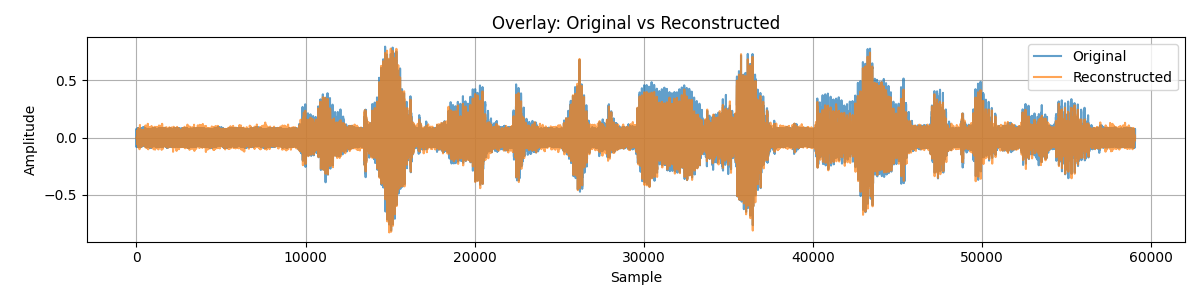 Overlay: Original vs Reconstructed
Original
Reconstructed
Amplitude
0.5
0.0
−0.5
0
10000
20000
30000
40000
50000
60000
Sample